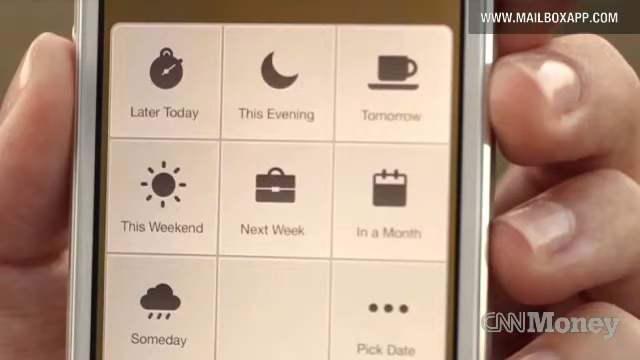 WWW.MAILBOXAPP.COM
Later Today
This Evening
Tomorrow
This Weekend
Next Week
In a Month
Someday
Pick Date
CNNMoney